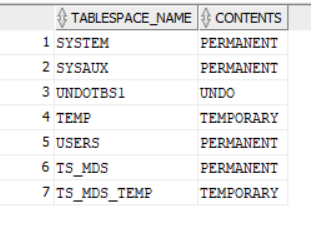 TABLESPACE_NAME CONTENTS
1 SYSTEM PERMANENT
2 SYSAUX PERMANENT
3 UNDOTBS1 UNDO
4 TEMP TEMPORARY
5 USERS PERMANENT
6 TS_MDS PERMANENT
7 TS_MDS_TEMP TEMPORARY